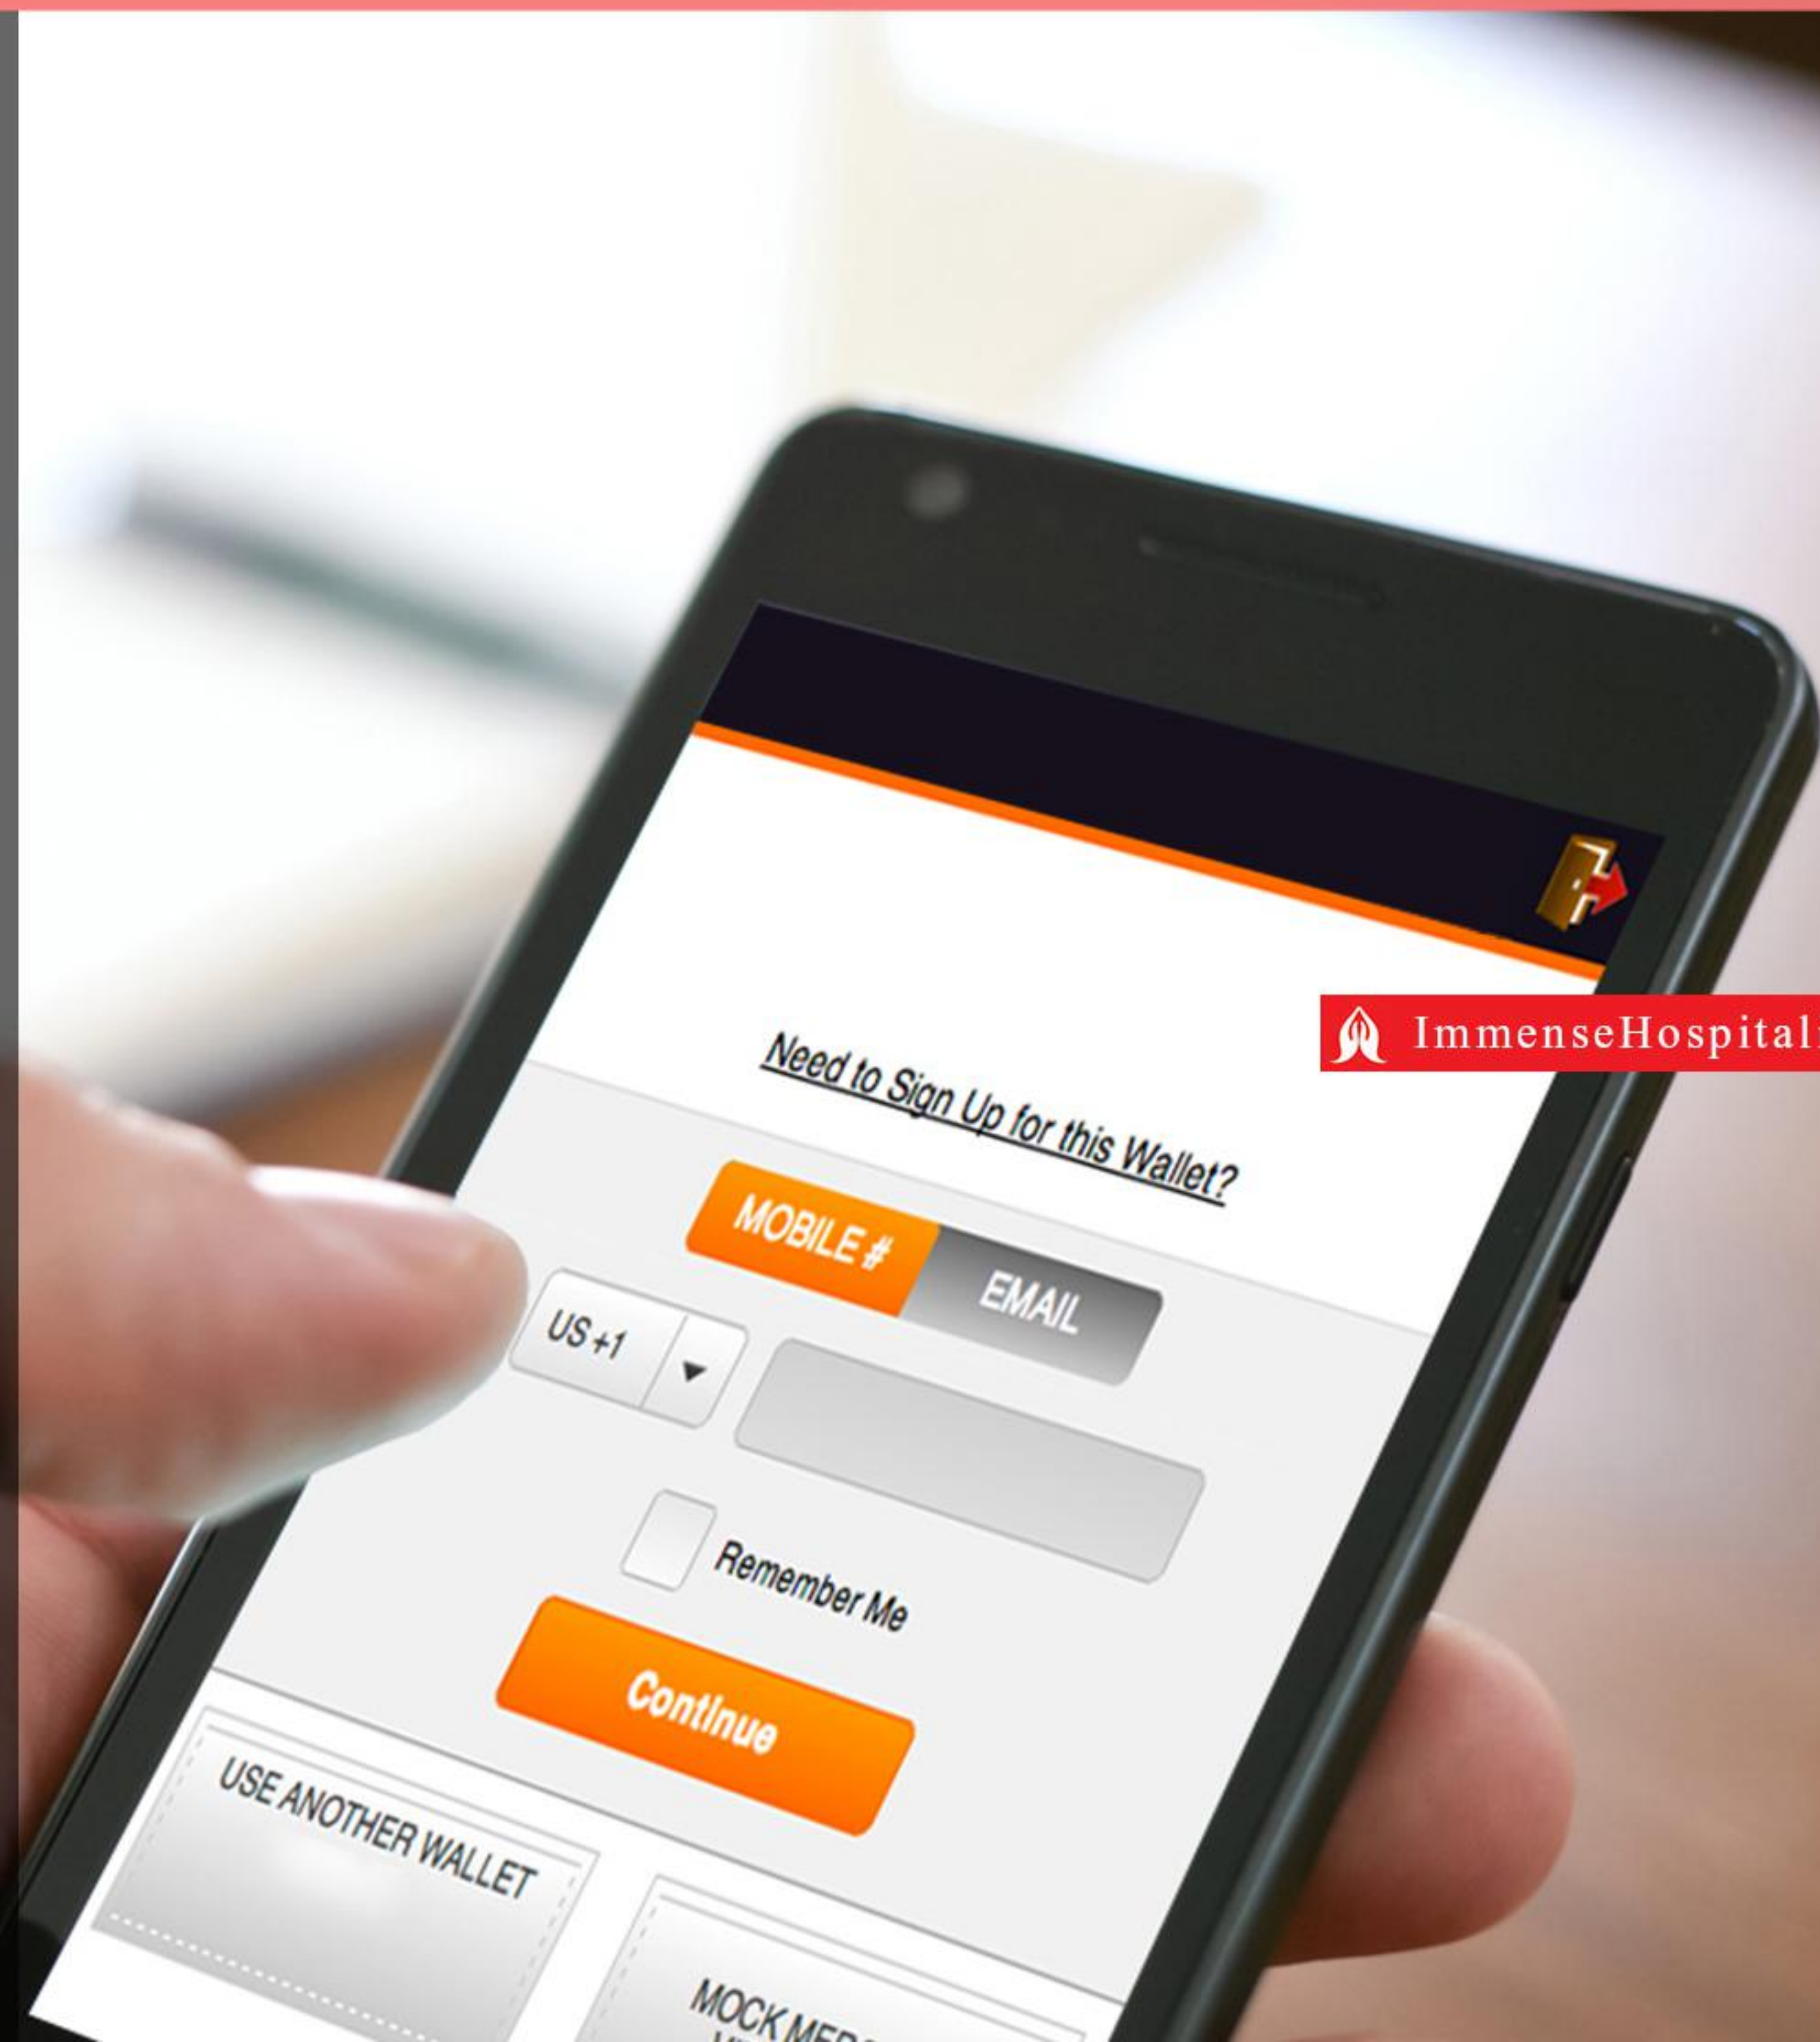 ImmenseHospital
Need to Sign Up for this Wallet?
MOBILE # EMAIL
US +1
Remember Me
Continue
USE ANOTHER WALLET
MOCK